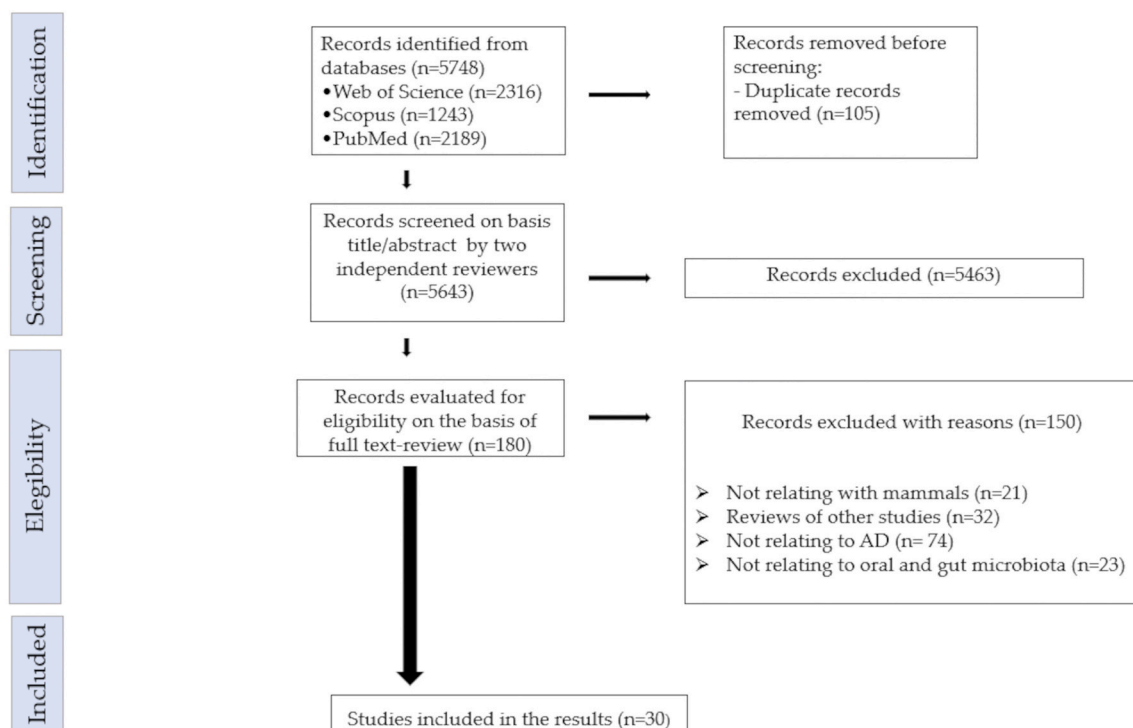 Identification
Records identified from
databases (n=5748)
•Web of Science (n=2316)
•Scopus (n=1243)
•PubMed (n=2189)
Records removed before
screening:
- Duplicate records
removed (n=105)
Screening
Records screened on basis
title/abstract by two
independent reviewers
(n=5643)
Records excluded (n=5463)
Elegibility
Records evaluated for
eligibility on the basis of
full text-review (n=180)
Records excluded with reasons (n=150)
➢ Not relating with mammals (n=21)
➢ Reviews of other studies (n=32)
➢ Not relating to AD (n= 74)
➢ Not relating to oral and gut microbiota (n=23)
Included
Studies included in the results (n=30)